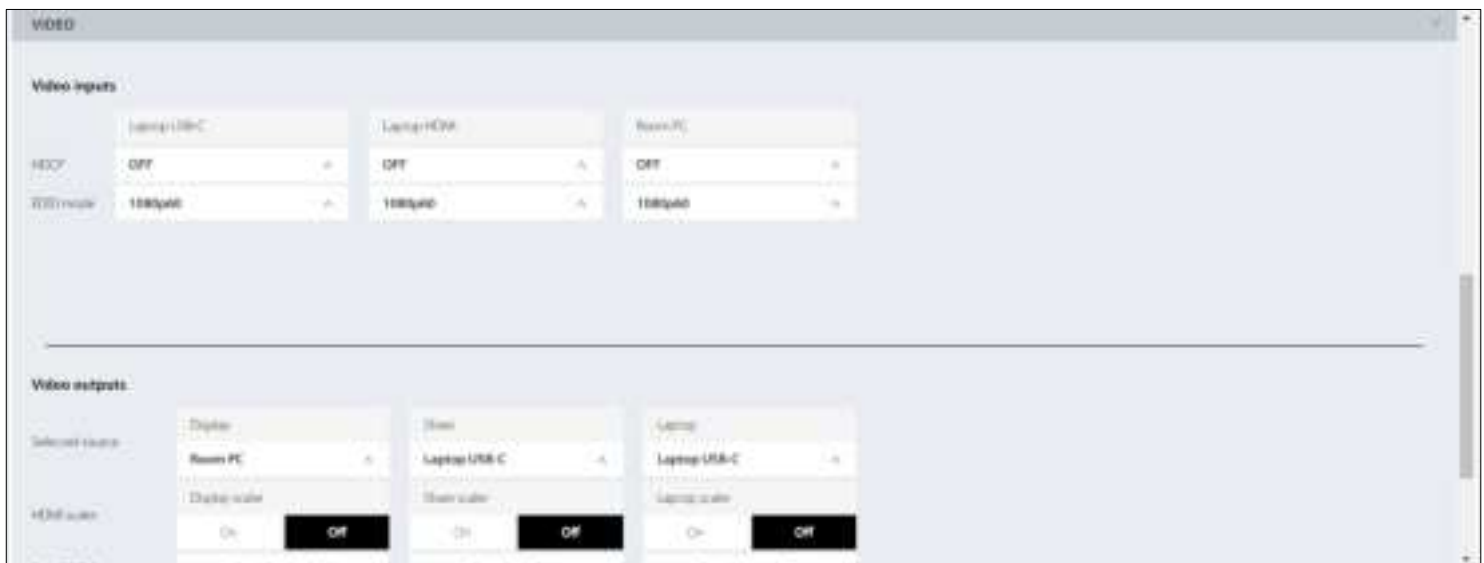 VIDEO
Video inputs
Laptop USB-C Laptop HDMI Room PC
HDCP OFF OFF OFF
EDID mode 1080p60 1080p60 1080p60
Video outputs
Display Share Laptop
Selected source
Room PC Laptop USB-C Laptop USB-C
Display scaler Share scaler Laptop scaler
HDMI scaler
On Off On Off On Off